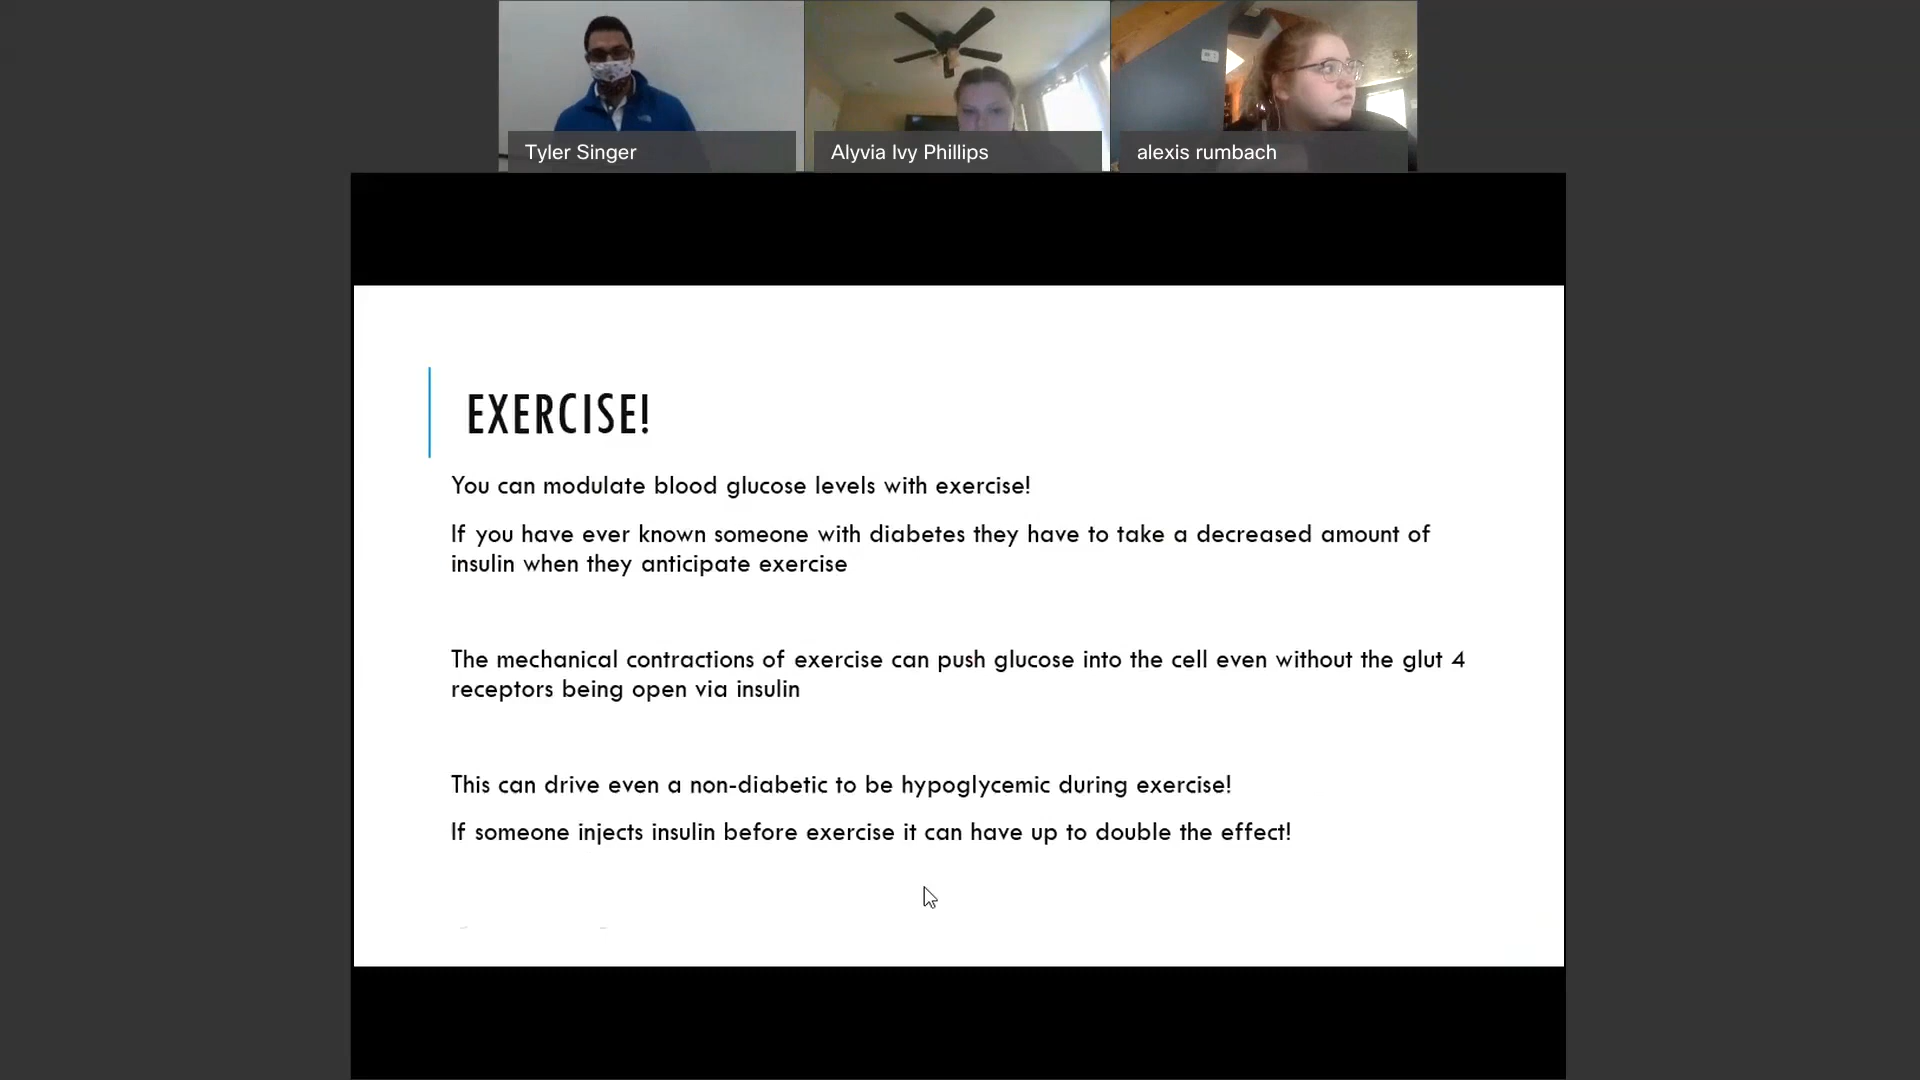 Tyler Singer
Alyvia Ivy Phillips
alexis rumbach
EXERCISE!
You can modulate blood glucose levels with exercise!
If you have ever known someone with diabetes they have to take a decreased amount of
insulin when they anticipate exercise
The mechanical contractions of exercise can push glucose into the cell even without the glut 4
receptors being open via insulin
This can drive even a non-diabetic to be hypoglycemic during exercise!
If someone injects insulin before exercise it can have up to double the effect!